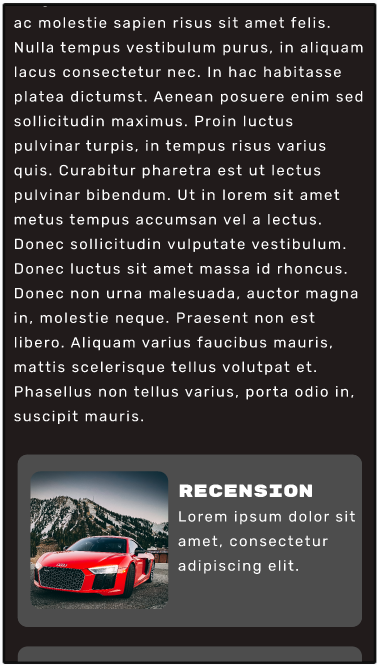 ac molestie sapien risus sit amet felis.
Nulla tempus vestibulum purus, in aliquam
lacus consectetur nec. In hac habitasse
platea dictumst. Aenean posuere enim sed
sollicitudin maximus. Proin luctus
pulvinar turpis, in tempus risus varius
quis. Curabitur pharetra est ut lectus
pulvinar bibendum. Ut in lorem sit amet
metus tempus accumsan vel a lectus.
Donec sollicitudin vulputate vestibulum.
Donec luctus sit amet massa id rhoncus.
Donec non urna malesuada, auctor magna
in, molestie neque. Praesent non est
libero. Aliquam varius faucibus mauris,
mattis scelerisque tellus volutpat et.
Phasellus non tellus varius, porta odio in,
suscipit mauris.
RECENSION
Lorem ipsum dolor sit
amet, consectetur
adipiscing elit.